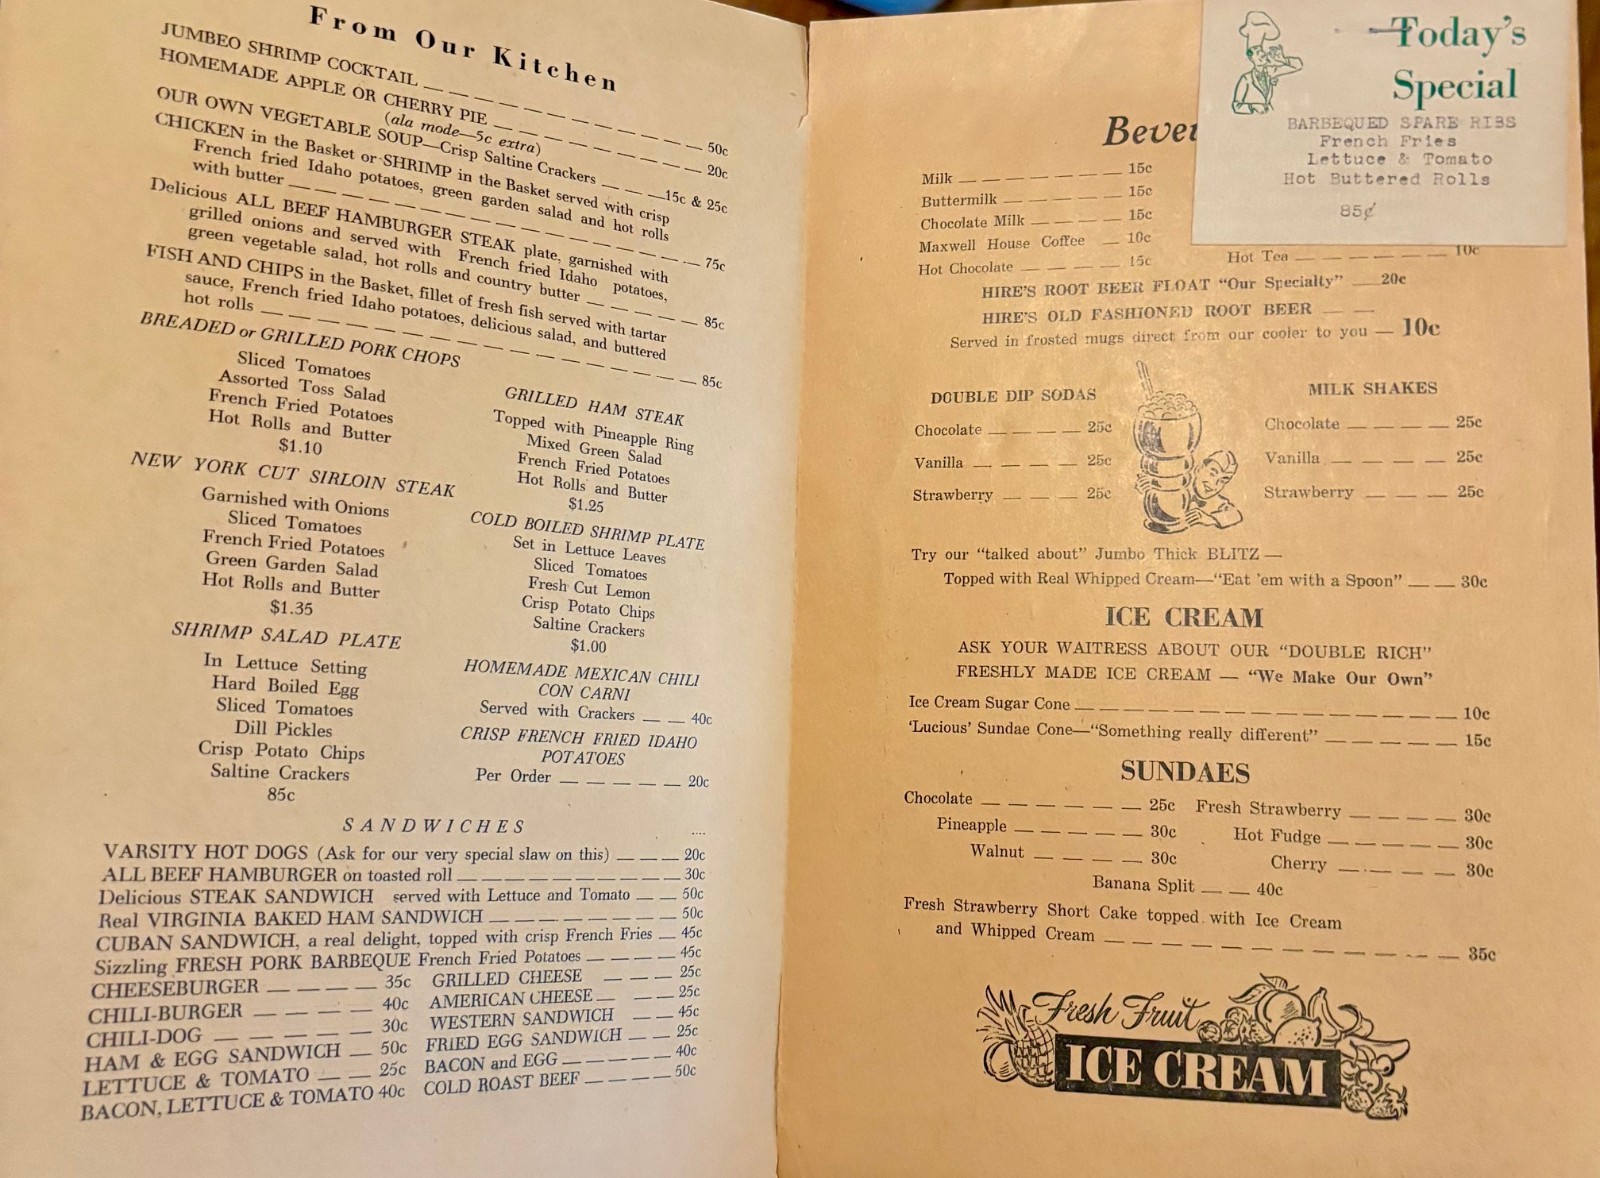 From Our Kitchen
JUMBEO SHRIMP COCKTAIL — — — — — — — — — 50c
HOMEMADE APPLE OR CHERRY PIE — — — — — — — 20c
(ala mode—5c extra)
OUR OWN VEGETABLE SOUP—Crisp Saltine Crackers — — —15c & 25c
CHICKEN in the Basket or SHRIMP in the Basket served with crisp
French fried Idaho potatoes, green garden salad and hot rolls
with butter — — — — — — — — — — — — 75c
Delicious ALL BEEF HAMBURGER STEAK plate, garnished with
grilled onions and served with French fried Idaho potatoes,
green vegetable salad, hot rolls and country butter — — — — 85c
FISH AND CHIPS in the Basket, fillet of fresh fish served with tartar
sauce, French fried Idaho potatoes, delicious salad, and buttered
hot rolls — — — — — — — — — — — — — 85c
BREADED or GRILLED PORK CHOPS
Sliced Tomatoes
Assorted Toss Salad
French Fried Potatoes
Hot Rolls and Butter
$1.10
NEW YORK CUT SIRLOIN STEAK
Garnished with Onions
Sliced Tomatoes
French Fried Potatoes
Green Garden Salad
Hot Rolls and Butter
$1.35
SHRIMP SALAD PLATE
In Lettuce Setting
Hard Boiled Egg
Sliced Tomatoes
Dill Pickles
Crisp Potato Chips
Saltine Crackers
85c
GRILLED HAM STEAK
Topped with Pineapple Ring
Mixed Green Salad
French Fried Potatoes
Hot Rolls and Butter
$1.25
COLD BOILED SHRIMP PLATE
Set in Lettuce Leaves
Sliced Tomatoes
Fresh Cut Lemon
Crisp Potato Chips
Saltine Crackers
$1.00
HOMEMADE MEXICAN CHILI
CON CARNI
Served with Crackers — — 40c
CRISP FRENCH FRIED IDAHO
POTATOES
Per Order — — — — — 20c
SANDWICHES
VARSITY HOT DOGS (Ask for our very special slaw on this) — — — 20c
ALL BEEF HAMBURGER on toasted roll — — — — — — — — 30c
Delicious STEAK SANDWICH served with Lettuce and Tomato — — 50c
Real VIRGINIA BAKED HAM SANDWICH — — — — — — — 50c
CUBAN SANDWICH, a real delight, topped with crisp French Fries — 45c
Sizzling FRESH PORK BARBEQUE French Fried Potatoes — — — — 45c
CHEESEBURGER — — — — 35c GRILLED CHEESE — — — 25c
CHILI-BURGER — — — — 40c AMERICAN CHEESE — — — 25c
CHILI-DOG — — — — 30c WESTERN SANDWICH — — 45c
HAM & EGG SANDWICH — 50c FRIED EGG SANDWICH — — 25c
LETTUCE & TOMATO — — 25c BACON and EGG — — — — 40c
BACON, LETTUCE & TOMATO 40c COLD ROAST BEEF — — — — 50c
Today's
Special
BARBEQUED SPARE RIBS
French Fries
Lettuce & Tomato
Hot Buttered Rolls
85¢
Milk — — — — — 15c
Buttermilk — — — — 15c
Chocolate Milk — — — 15c
Maxwell House Coffee — 10c
Hot Chocolate — — — — 15c Hot Tea — — — — — — 10c
HIRE'S ROOT BEER FLOAT "Our Specialty" —20c
HIRE'S OLD FASHIONED ROOT BEER — —
Served in frosted mugs direct from our cooler to you — 10c
DOUBLE DIP SODAS
Chocolate — — — — 25c
Vanilla — — — — 25c
Strawberry — — — 25c
MILK SHAKES
Chocolate — — — — 25c
Vanilla — — — — 25c
Strawberry — — — 25c
Try our "talked about" Jumbo Thick BLITZ —
Topped with Real Whipped Cream—"Eat 'em with a Spoon" — — 30c
ICE CREAM
ASK YOUR WAITRESS ABOUT OUR "DOUBLE RICH"
FRESHLY MADE ICE CREAM — "We Make Our Own"
Ice Cream Sugar Cone — — — — — — — — — — — 10c
'Lucious' Sundae Cone—"Something really different" — — — — 15c
SUNDAES
Chocolate — — — — — 25c Fresh Strawberry — — — — 30c
Pineapple — — — — — 30c Hot Fudge — — — — — 30c
Walnut — — — — 30c Cherry — — — — 30c
Banana Split — — 40c
Fresh Strawberry Short Cake topped with Ice Cream
and Whipped Cream — — — — — — — — — — 35c
Fresh Fruit
ICE CREAM